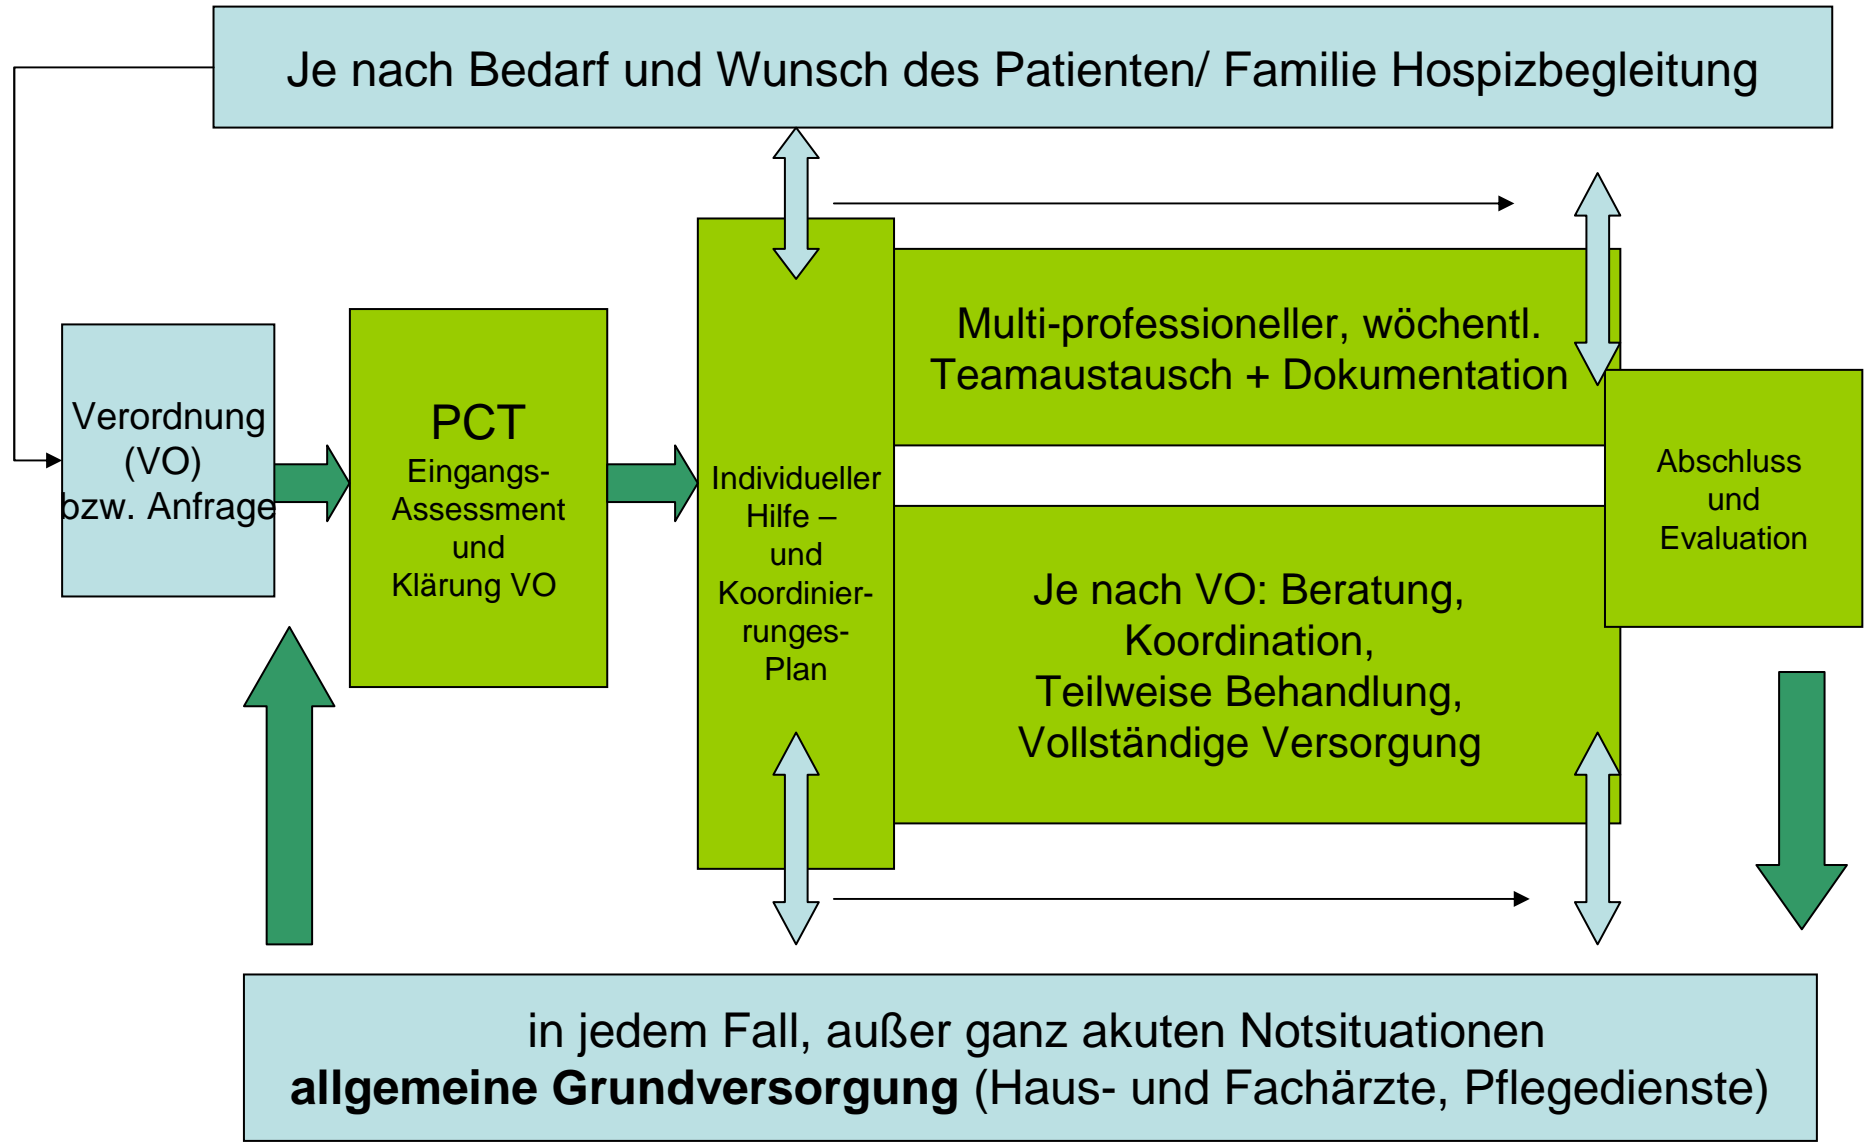 Je nach Bedarf und Wunsch des Patienten/ Familie Hospizbegleitung
Verordnung
(VO)
bzw. Anfrage
PCT
Eingangs-
Assessment
und
Klärung VO
Individueller
Hilfe –
und
Koordinier-
runges-
Plan
Multi-professioneller, wöchentl.
Teamaustausch + Dokumentation
Je nach VO: Beratung,
Koordination,
Teilweise Behandlung,
Vollständige Versorgung
Abschluss
und
Evaluation
in jedem Fall, außer ganz akuten Notsituationen
allgemeine Grundversorgung (Haus- und Fachärzte, Pflegedienste)